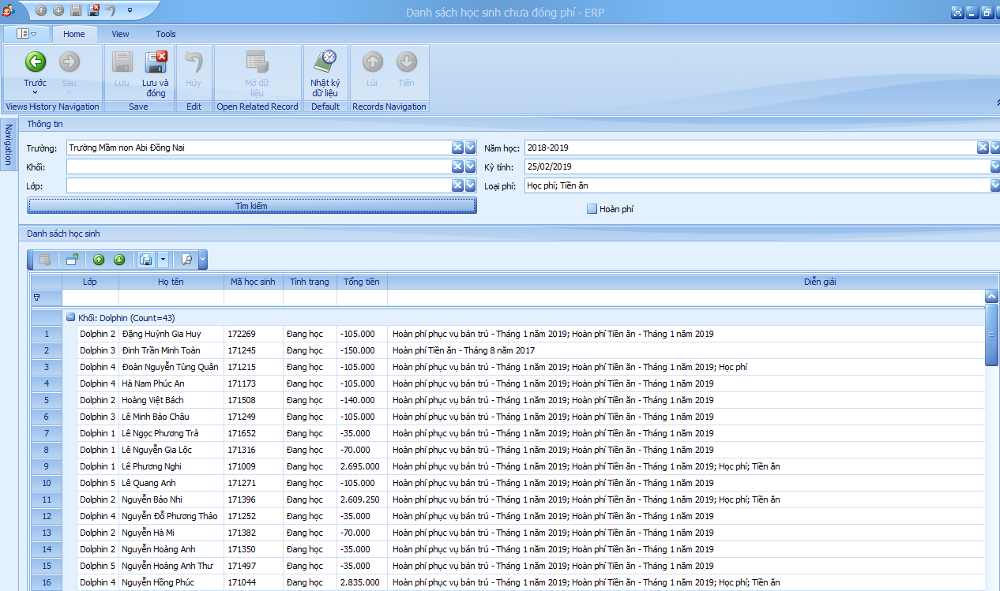 Danh sách học sinh chưa đóng phí - ERP
Home View Tools
Trước Sau Lưu Lưu và đóng Hủy Mở dữ liệu Nhật ký dữ liệu Lùi Tiến
Views History Navigation Save Edit Open Related Record Default Records Navigation
Navigation
Thông tin
Trường: Trường Mầm non Abi Đồng Nai Năm học: 2018-2019
Khối: Kỳ tính: 25/02/2019
Lớp: Loại phí: Học phí; Tiền ăn
Tìm kiếm Hoàn phí
Danh sách học sinh
Lớp Họ tên Mã học sinh Tình trạng Tổng tiền Diễn giải
Khối: Dolphin (Count=43)
1 Dolphin 2 Đặng Huỳnh Gia Huy 172269 Đang học -105.000 Hoàn phí phục vụ bán trú - Tháng 1 năm 2019; Hoàn phí Tiền ăn - Tháng 1 năm 2019
2 Dolphin 3 Đinh Trần Minh Toàn 171245 Đang học -150.000 Hoàn phí Tiền ăn - Tháng 8 năm 2017
3 Dolphin 4 Đoàn Nguyễn Tùng Quân 171215 Đang học -105.000 Hoàn phí phục vụ bán trú - Tháng 1 năm 2019; Hoàn phí Tiền ăn - Tháng 1 năm 2019; Học phí
4 Dolphin 4 Hà Nam Phúc An 171173 Đang học -105.000 Hoàn phí phục vụ bán trú - Tháng 1 năm 2019; Hoàn phí Tiền ăn - Tháng 1 năm 2019
5 Dolphin 2 Hoàng Việt Bách 171508 Đang học -140.000 Hoàn phí phục vụ bán trú - Tháng 1 năm 2019; Hoàn phí Tiền ăn - Tháng 1 năm 2019
6 Dolphin 3 Lê Minh Bảo Châu 171249 Đang học -105.000 Hoàn phí phục vụ bán trú - Tháng 1 năm 2019; Hoàn phí Tiền ăn - Tháng 1 năm 2019
7 Dolphin 1 Lê Ngọc Phương Trà 171652 Đang học -35.000 Hoàn phí phục vụ bán trú - Tháng 1 năm 2019; Hoàn phí Tiền ăn - Tháng 1 năm 2019
8 Dolphin 1 Lê Nguyễn Gia Lộc 171316 Đang học -70.000 Hoàn phí phục vụ bán trú - Tháng 1 năm 2019; Hoàn phí Tiền ăn - Tháng 1 năm 2019
9 Dolphin 1 Lê Phương Nghi 171009 Đang học 2.695.000 Hoàn phí phục vụ bán trú - Tháng 1 năm 2019; Hoàn phí Tiền ăn - Tháng 1 năm 2019; Học phí; Tiền ăn
10 Dolphin 5 Lê Quang Anh 171271 Đang học -105.000 Hoàn phí phục vụ bán trú - Tháng 1 năm 2019; Hoàn phí Tiền ăn - Tháng 1 năm 2019
11 Dolphin 2 Nguyễn Bảo Nhi 171396 Đang học 2.609.250 Hoàn phí phục vụ bán trú - Tháng 1 năm 2019; Hoàn phí Tiền ăn - Tháng 1 năm 2019; Học phí; Tiền ăn
12 Dolphin 4 Nguyễn Đỗ Phương Thảo 171252 Đang học -35.000 Hoàn phí phục vụ bán trú - Tháng 1 năm 2019; Hoàn phí Tiền ăn - Tháng 1 năm 2019
13 Dolphin 2 Nguyễn Hà Mi 171382 Đang học -70.000 Hoàn phí phục vụ bán trú - Tháng 1 năm 2019; Hoàn phí Tiền ăn - Tháng 1 năm 2019
14 Dolphin 2 Nguyễn Hoàng Anh 171350 Đang học -35.000 Hoàn phí phục vụ bán trú - Tháng 1 năm 2019; Hoàn phí Tiền ăn - Tháng 1 năm 2019
15 Dolphin 5 Nguyễn Hoàng Anh Thư 171497 Đang học -35.000 Hoàn phí phục vụ bán trú - Tháng 1 năm 2019; Hoàn phí Tiền ăn - Tháng 1 năm 2019
16 Dolphin 4 Nguyễn Hồng Phúc 171044 Đang học 2.835.000 Hoàn phí phục vụ bán trú - Tháng 1 năm 2019; Hoàn phí Tiền ăn - Tháng 1 năm 2019; Học phí; Tiền ăn